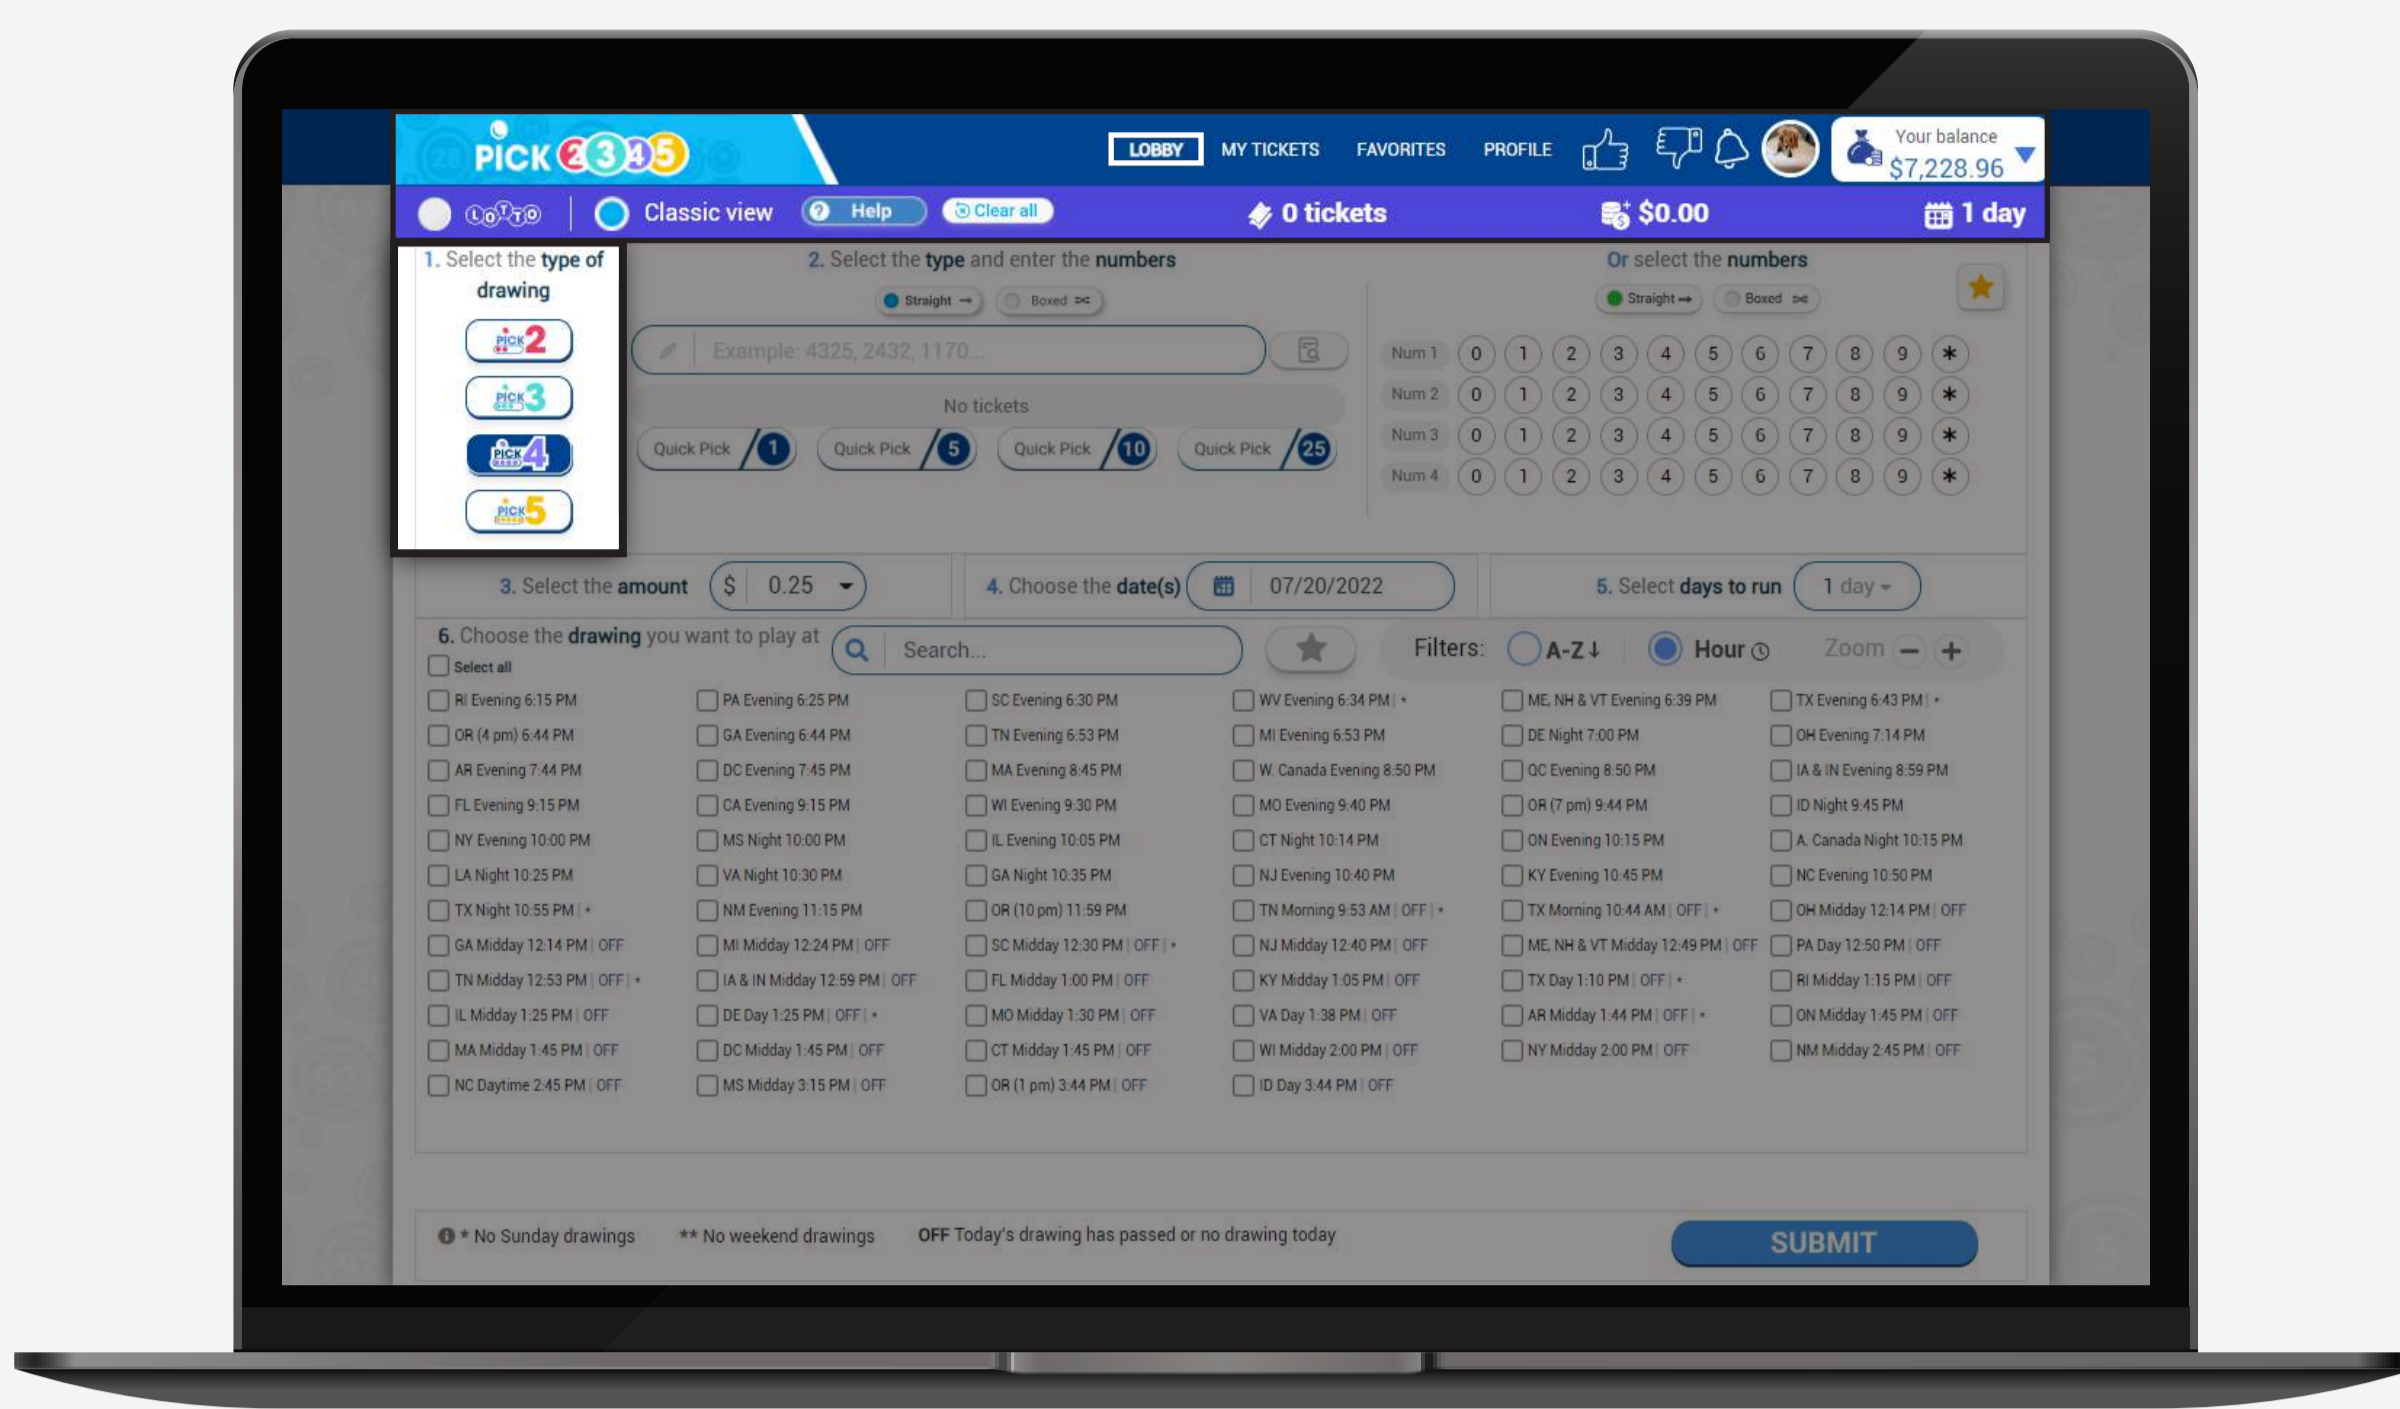 PiCK 2345
LOBBY MY TICKETS FAVORITES PROFILE
Your balance
$7,228.96
LOTTO Classic view Help Clear all 0 tickets $0.00 1 day
1. Select the type of
drawing
PiCK 2
PiCK 3
PiCK 4
PiCK 5
2. Select the type and enter the numbers
Straight Boxed
Example: 4325, 2432, 1170...
No tickets
Quick Pick / 1 Quick Pick / 5 Quick Pick / 10 Quick Pick / 25
Or select the numbers
Straight Boxed
Num 1 0 1 2 3 4 5 6 7 8 9 *
Num 2 0 1 2 3 4 5 6 7 8 9 *
Num 3 0 1 2 3 4 5 6 7 8 9 *
Num 4 0 1 2 3 4 5 6 7 8 9 *
3. Select the amount $ 0.25 4. Choose the date(s) 07/20/2022 5. Select days to run 1 day
6. Choose the drawing you want to play at Search... Filters: A-Z↓ Hour Zoom − +
Select all
RI Evening 6:15 PM PA Evening 6:25 PM SC Evening 6:30 PM WV Evening 6:34 PM | * ME, NH & VT Evening 6:39 PM TX Evening 6:43 PM | *
OR (4 pm) 6:44 PM GA Evening 6:44 PM TN Evening 6:53 PM MI Evening 6:53 PM DE Night 7:00 PM OH Evening 7:14 PM
AR Evening 7:44 PM DC Evening 7:45 PM MA Evening 8:45 PM W. Canada Evening 8:50 PM QC Evening 8:50 PM IA & IN Evening 8:59 PM
FL Evening 9:15 PM CA Evening 9:15 PM WI Evening 9:30 PM MO Evening 9:40 PM OR (7 pm) 9:44 PM ID Night 9:45 PM
NY Evening 10:00 PM MS Night 10:00 PM IL Evening 10:05 PM CT Night 10:14 PM ON Evening 10:15 PM A. Canada Night 10:15 PM
LA Night 10:25 PM VA Night 10:30 PM GA Night 10:35 PM NJ Evening 10:40 PM KY Evening 10:45 PM NC Evening 10:50 PM
TX Night 10:55 PM | * NM Evening 11:15 PM OR (10 pm) 11:59 PM TN Morning 9:53 AM | OFF | * TX Morning 10:44 AM | OFF | * OH Midday 12:14 PM | OFF
GA Midday 12:14 PM | OFF MI Midday 12:24 PM | OFF SC Midday 12:30 PM | OFF | * NJ Midday 12:40 PM | OFF ME, NH & VT Midday 12:49 PM | OFF PA Day 12:50 PM | OFF
TN Midday 12:53 PM | OFF | * IA & IN Midday 12:59 PM | OFF FL Midday 1:00 PM | OFF KY Midday 1:05 PM | OFF TX Day 1:10 PM | OFF | * RI Midday 1:15 PM | OFF
IL Midday 1:25 PM | OFF DE Day 1:25 PM | OFF | * MO Midday 1:30 PM | OFF VA Day 1:38 PM | OFF AR Midday 1:44 PM | OFF | * ON Midday 1:45 PM | OFF
MA Midday 1:45 PM | OFF DC Midday 1:45 PM | OFF CT Midday 1:45 PM | OFF WI Midday 2:00 PM | OFF NY Midday 2:00 PM | OFF NM Midday 2:45 PM | OFF
NC Daytime 2:45 PM | OFF MS Midday 3:15 PM | OFF OR (1 pm) 3:44 PM | OFF ID Day 3:44 PM | OFF
* No Sunday drawings ** No weekend drawings OFF Today's drawing has passed or no drawing today SUBMIT